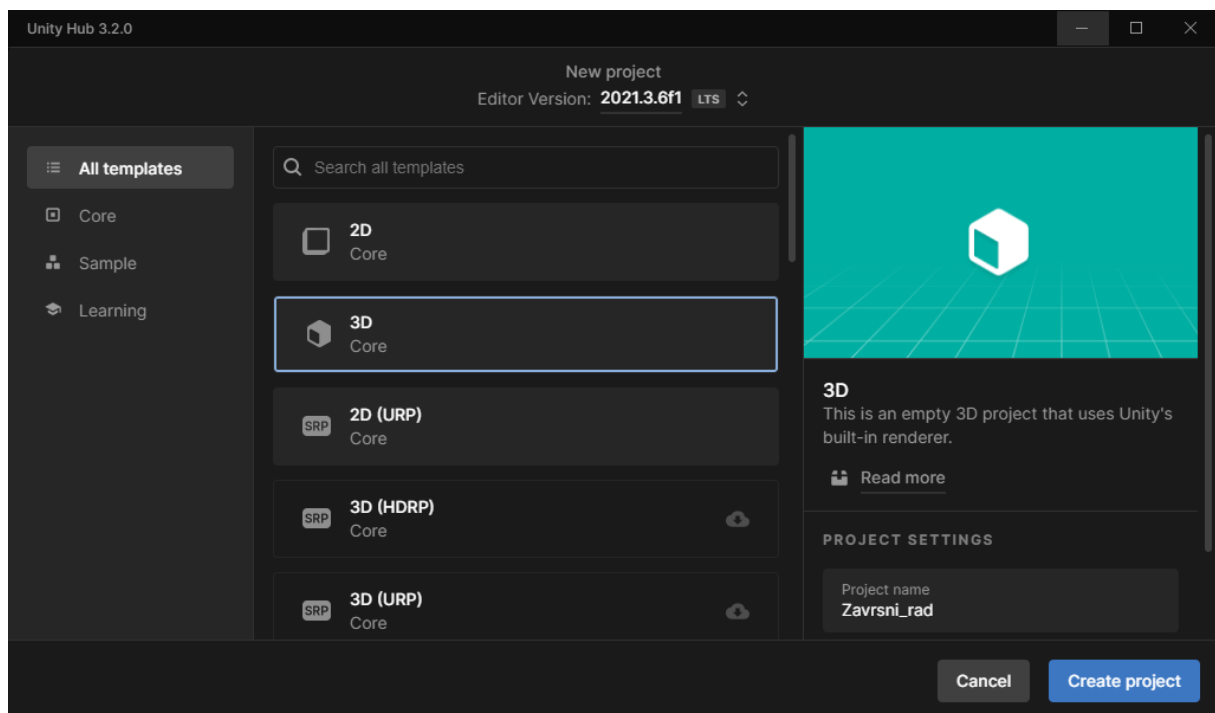 Unity Hub 3.2.0
New project
Editor Version: 2021.3.6f1 LTS
All templates
Core
Sample
Learning
Search all templates
2D
Core
3D
Core
SRP 2D (URP)
Core
SRP 3D (HDRP)
Core
SRP 3D (URP)
Core
3D
This is an empty 3D project that uses Unity's
built-in renderer.
Read more
PROJECT SETTINGS
Project name
Zavrsni_rad
Cancel Create project